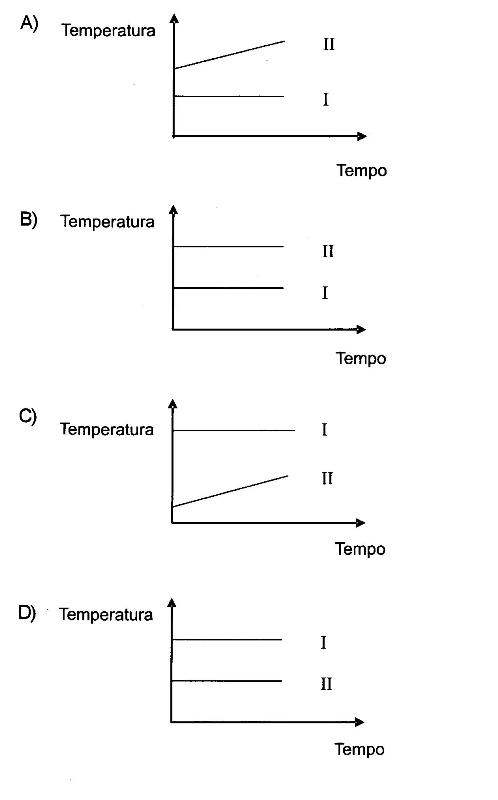 A) Temperatura
II
I
Tempo
B) Temperatura
II
I
Tempo
C) Temperatura
I
II
Tempo
D) Temperatura
I
II
Tempo